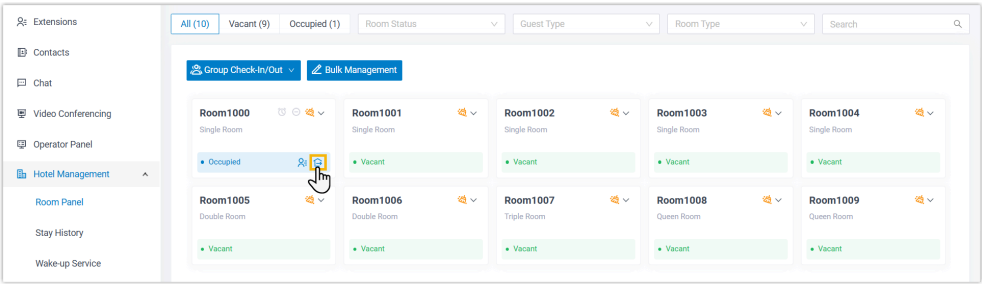 Extensions
Contacts
Chat
Video Conferencing
Operator Panel
Hotel Management
Room Panel
Stay History
Wake-up Service
All (10) Vacant (9) Occupied (1) Room Status Guest Type Room Type Search
Group Check-In/Out Bulk Management
Room1000 Room1001 Room1002 Room1003 Room1004
Single Room Single Room Single Room Single Room Single Room
Occupied Vacant Vacant Vacant Vacant
Room1005 Room1006 Room1007 Room1008 Room1009
Double Room Double Room Triple Room Queen Room Queen Room
Vacant Vacant Vacant Vacant Vacant